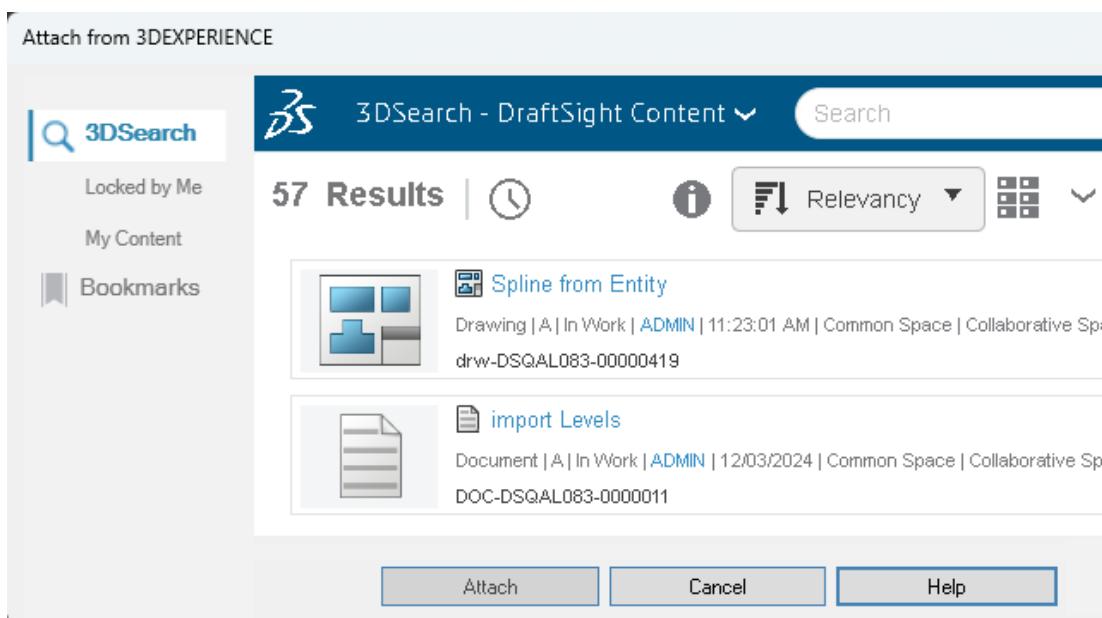 Attach from 3DEXPERIENCE
3DSearch
Locked by Me
My Content
Bookmarks
3DSearch - DraftSight Content
Search
57 Results
Relevancy
Spline from Entity
Drawing | A | In Work | ADMIN | 11:23:01 AM | Common Space | Collaborative
drw-DSQAL083-00000419
import Levels
Document | A | In Work | ADMIN | 12/03/2024 | Common Space | Collaborative Sp
DOC-DSQAL083-0000011
Attach
Cancel
Help